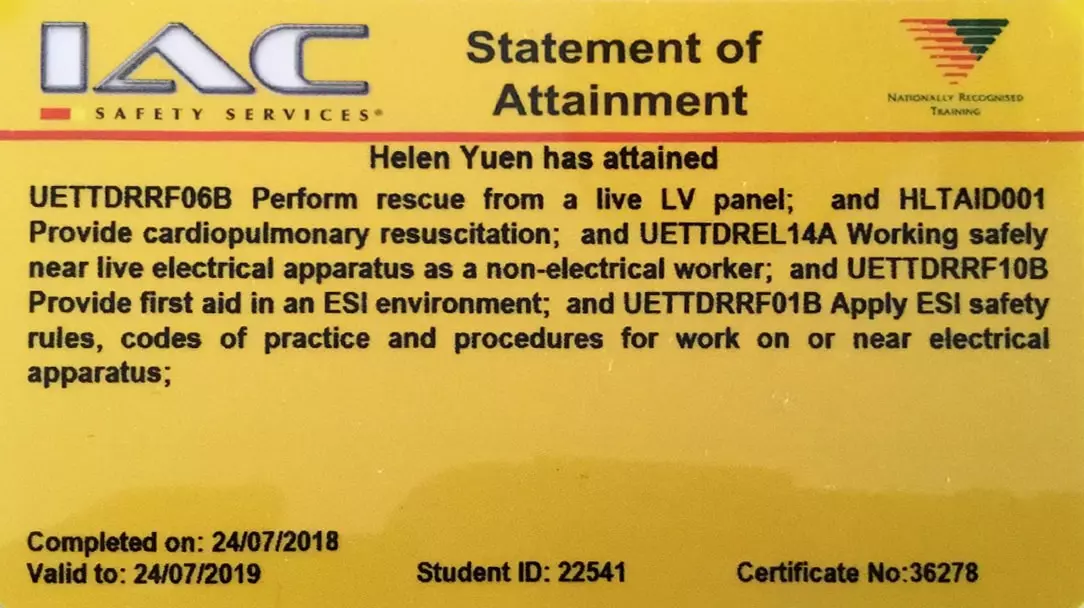 IAC
SAFETY SERVICES®
Statement of
Attainment
NATIONALLY RECOGNISED
TRAINING
Helen Yuen has attained
UETTDRRF06B Perform rescue from a live LV panel; and HLTAID001
Provide cardiopulmonary resuscitation; and UETTDREL14A Working safely
near live electrical apparatus as a non-electrical worker; and UETTDRRF10B
Provide first aid in an ESI environment; and UETTDRRF01B Apply ESI safety
rules, codes of practice and procedures for work on or near electrical
apparatus;
Completed on: 24/07/2018
Valid to: 24/07/2019
Student ID: 22541
Certificate No:36278